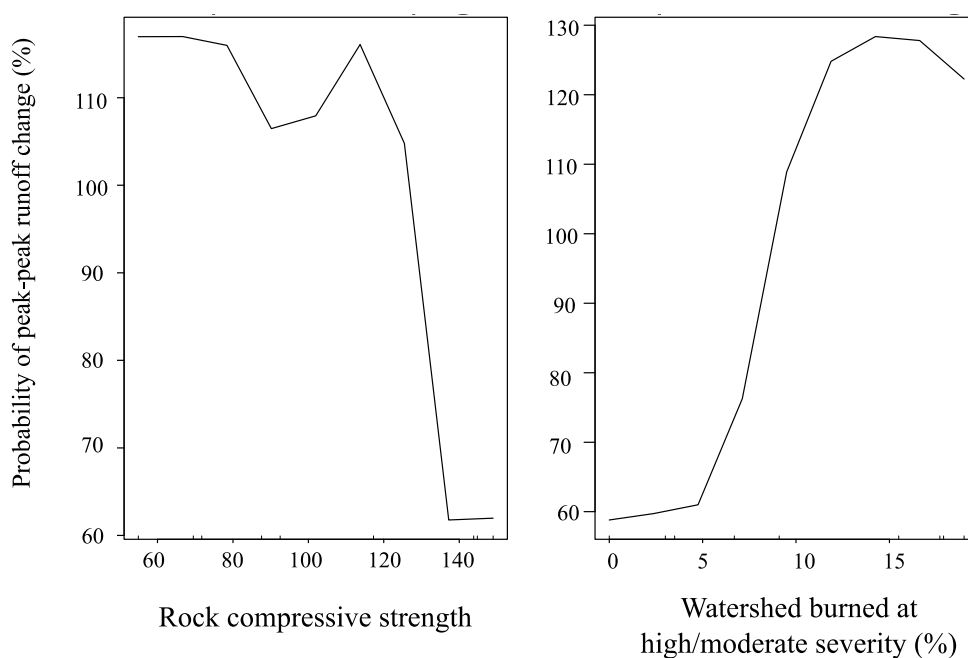 Probability of peak-peak runoff change (%)
110
100
90
80
70
60
60 80 100 120 140
Rock compressive strength
130
120
110
100
90
80
70
60
0 5 10 15
Watershed burned at
high/moderate severity (%)